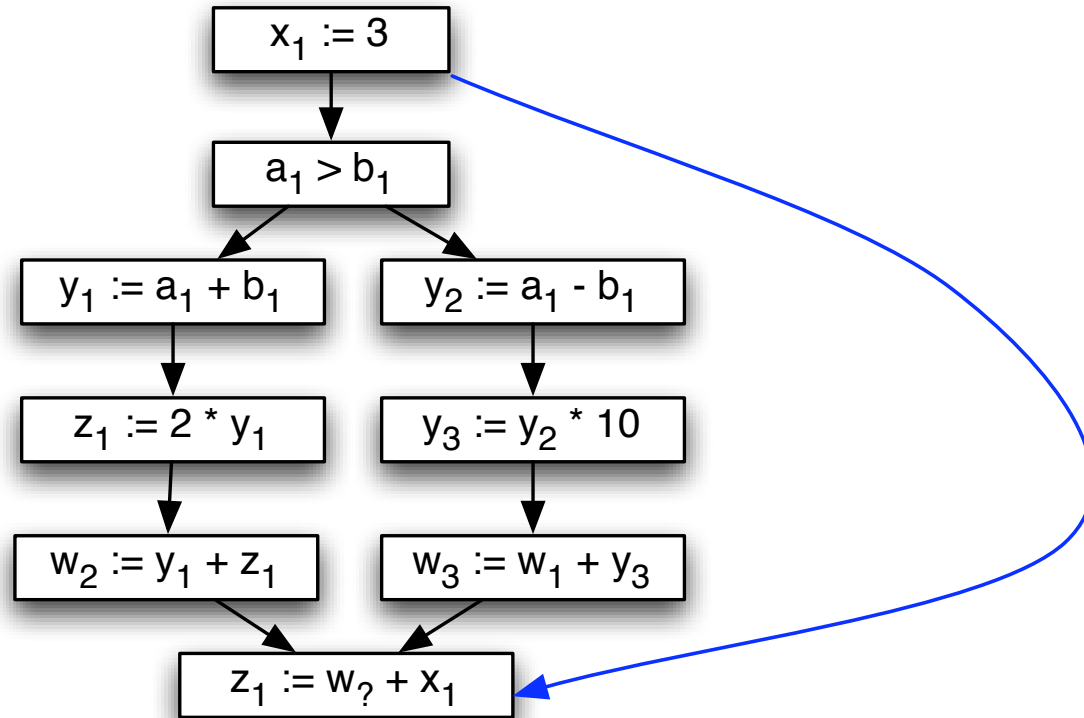 x₁ := 3
a₁ > b₁
y₁ := a₁ + b₁
y₂ := a₁ - b₁
z₁ := 2 * y₁
y₃ := y₂ * 10
w₂ := y₁ + z₁
w₃ := w₁ + y₃
z₁ := w? + x₁